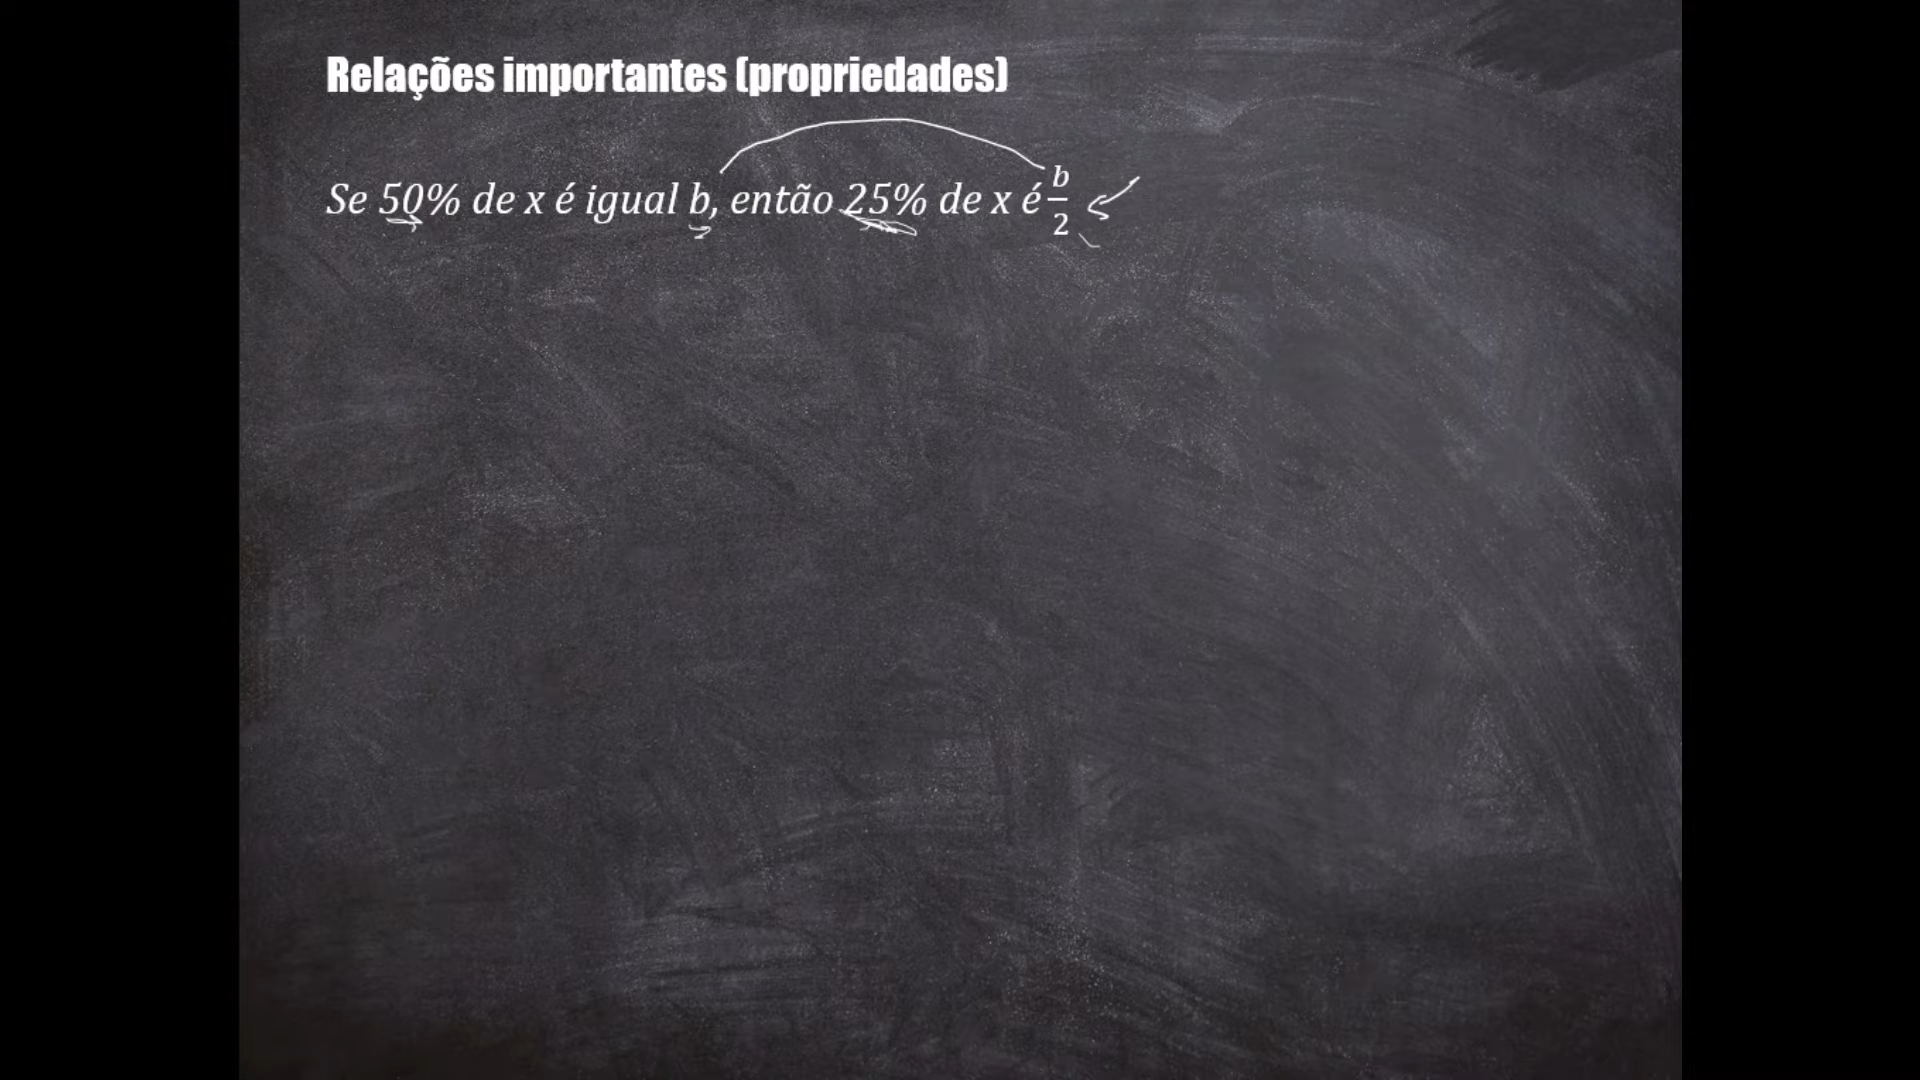 Relações importantes (propriedades)
Se 50% de x é igual b, então 25% de x é b/2